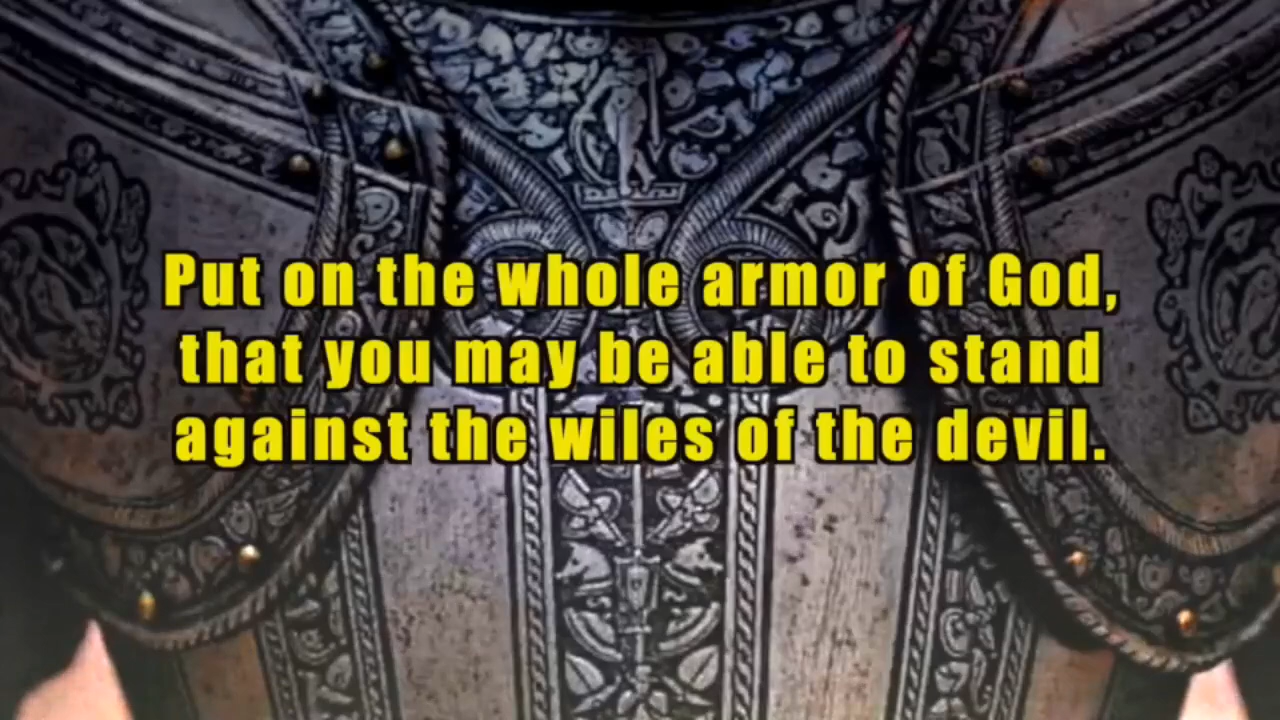 Put on the whole armor of God,
that you may be able to stand
against the wiles of the devil.